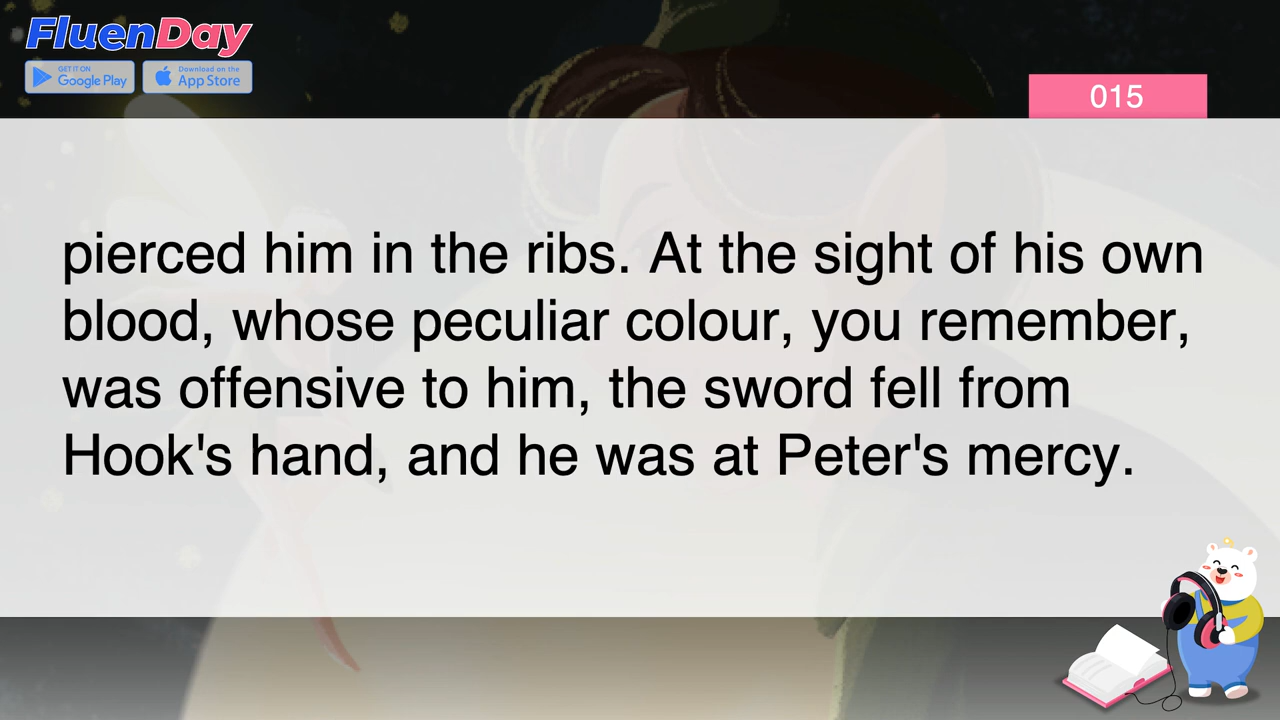 FluenDay
GET IT ON
Google Play
Download on the
App Store
015
pierced him in the ribs. At the sight of his own
blood, whose peculiar colour, you remember,
was offensive to him, the sword fell from
Hook's hand, and he was at Peter's mercy.